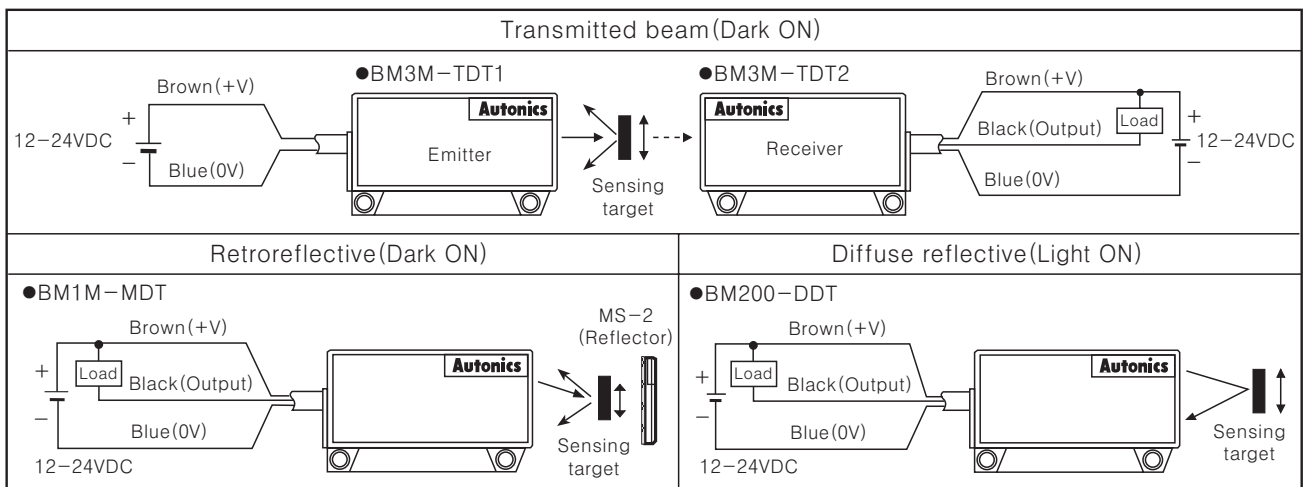 Transmitted beam(Dark ON)
●BM3M-TDT1
●BM3M-TDT2
Brown(+V)
Autonics
Autonics
Brown(+V)
+
12-24VDC
-
Emitter
Receiver
Black(Output)
Load
+
12-24VDC
-
Blue(0V)
Sensing
target
Blue(0V)
Retroreflective(Dark ON)
●BM1M-MDT
Brown(+V)
MS-2
(Reflector)
Autonics
+
Load
Black(Output)
-
Blue(0V)
Sensing
target
12-24VDC
Diffuse reflective(Light ON)
●BM200-DDT
Brown(+V)
Autonics
+
Load
Black(Output)
-
Blue(0V)
Sensing
target
12-24VDC